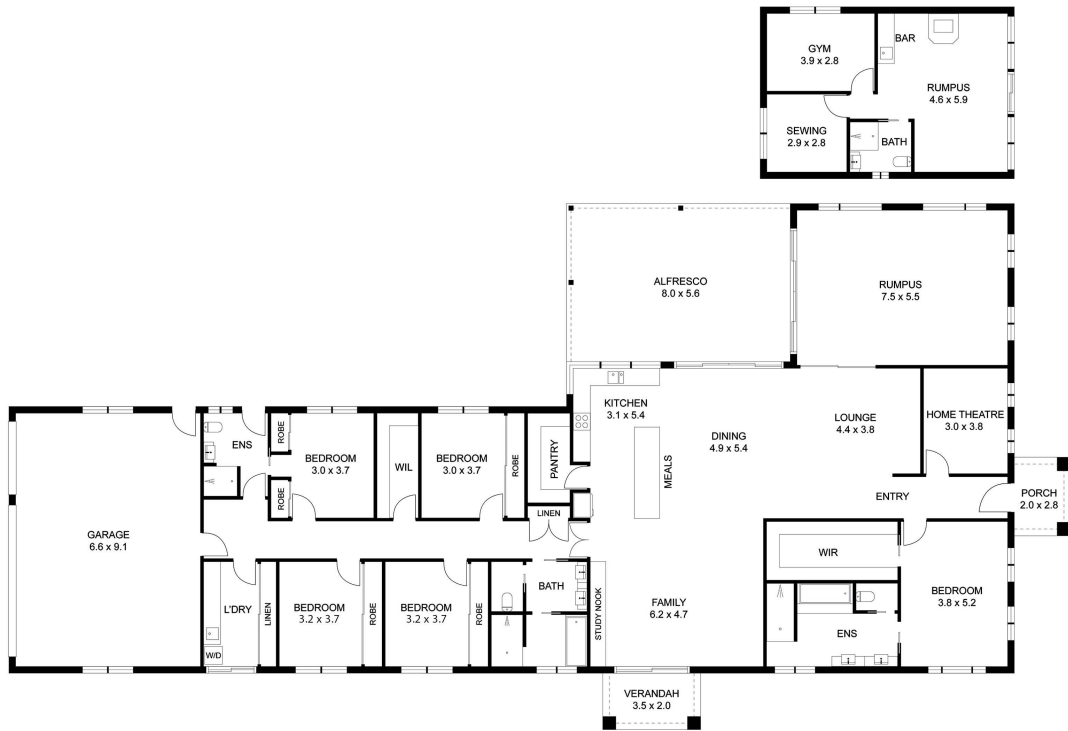 GYM
3.9 x 2.8
BAR
RUMPUS
4.6 x 5.9
SEWING
2.9 x 2.8
BATH
ALFRESCO
8.0 x 5.6
RUMPUS
7.5 x 5.5
KITCHEN
3.1 x 5.4
DINING
4.9 x 5.4
LOUNGE
4.4 x 3.8
HOME THEATRE
3.0 x 3.8
MEALS
ENTRY
PORCH
2.0 x 2.8
ENS
ROBE
ROBE
BEDROOM
3.0 x 3.7
WIL
BEDROOM
3.0 x 3.7
ROBE
PANTRY
LINEN
GARAGE
6.6 x 9.1
L'DRY
LINEN
W/D
BEDROOM
3.2 x 3.7
ROBE
BEDROOM
3.2 x 3.7
ROBE
BATH
STUDY NOOK
FAMILY
6.2 x 4.7
WIR
ENS
BEDROOM
3.8 x 5.2
VERANDAH
3.5 x 2.0